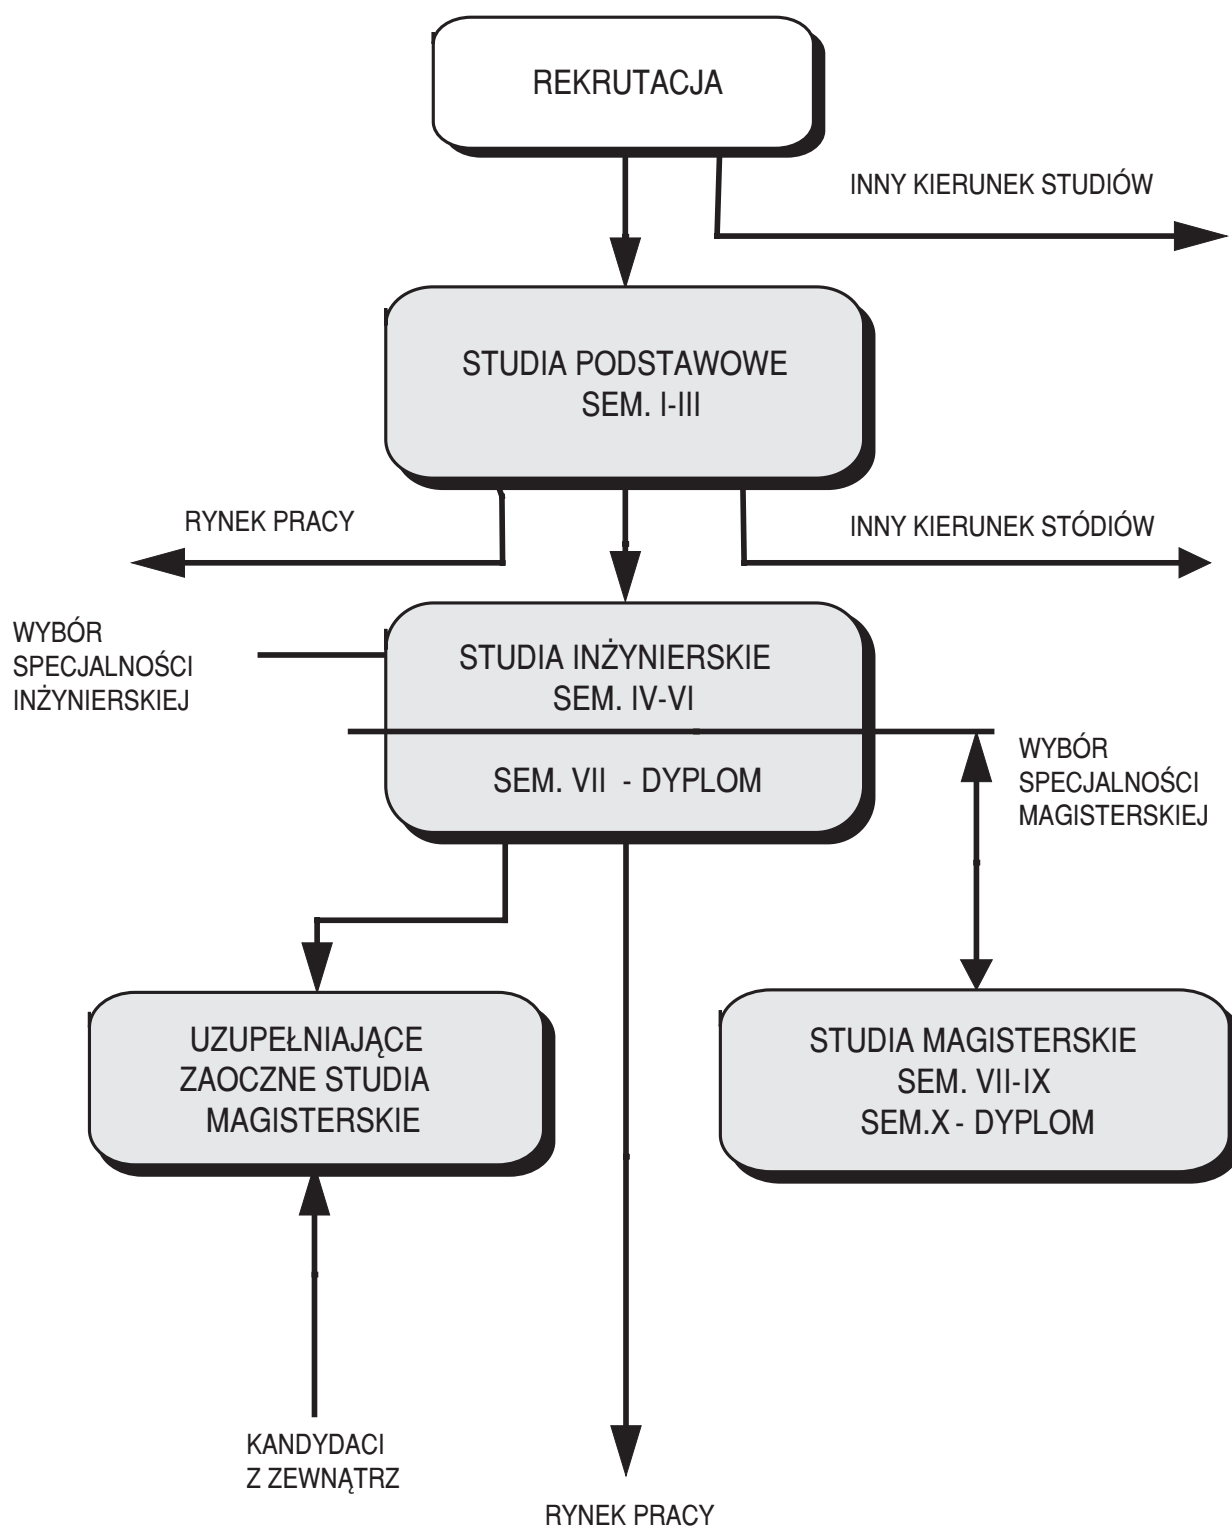 REKRUTACJA
INNY KIERUNEK STUDIÓW
STUDIA PODSTAWOWE
SEM. I-III
RYNEK PRACY
INNY KIERUNEK STÓDIÓW
WYBÓR
SPECJALNOŚCI
INŻYNIERSKIEJ
STUDIA INŻYNIERSKIE
SEM. IV-VI
SEM. VII - DYPLOM
WYBÓR
SPECJALNOŚCI
MAGISTERSKIEJ
UZUPEŁNIAJĄCE
ZAOCZNE STUDIA
MAGISTERSKIE
STUDIA MAGISTERSKIE
SEM. VII-IX
SEM.X - DYPLOM
KANDYDACI
Z ZEWNĄTRZ
RYNEK PRACY